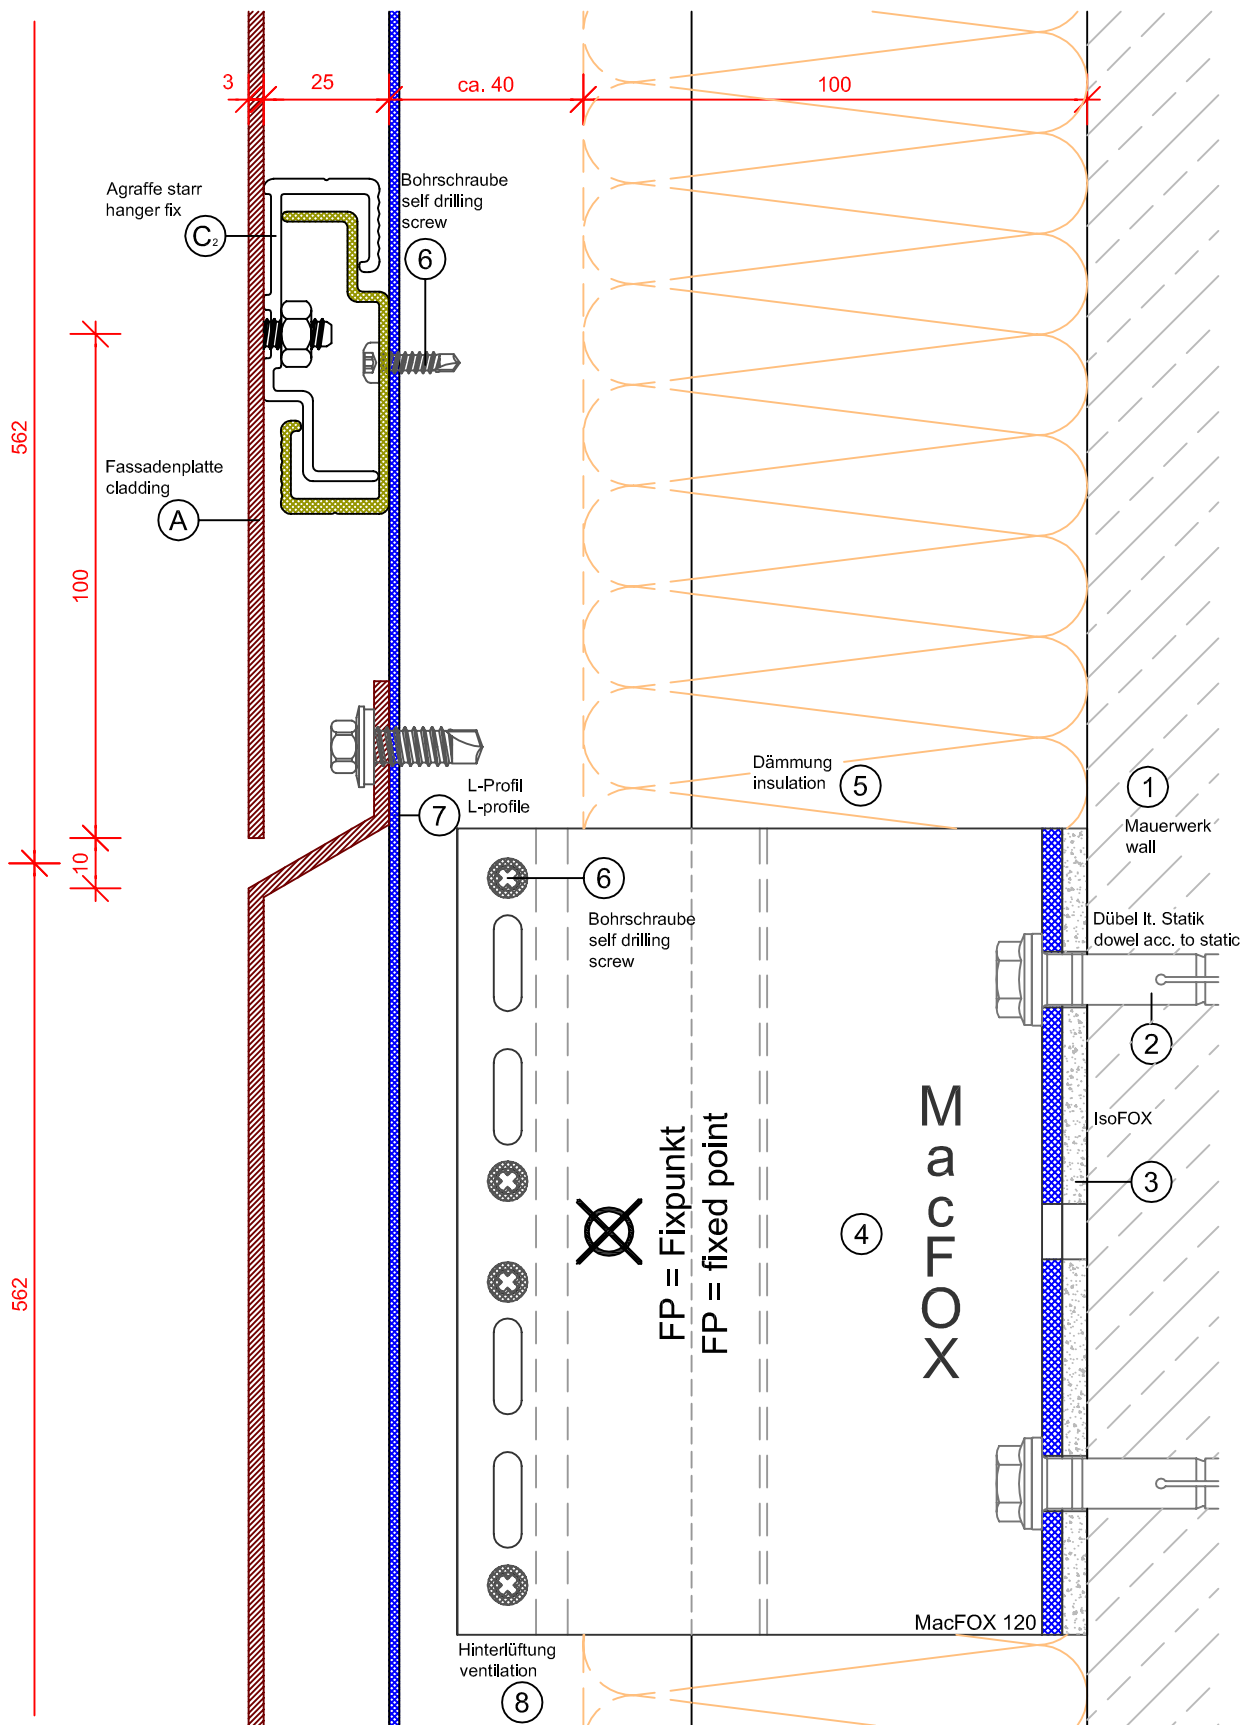 3
25
ca. 40
100
Agraffe starr
hanger fix
C2
Bohrschraube
self drilling
screw
6
562
Fassadenplatte
cladding
A
100
Dämmung
insulation
5
L-Profil
L-profile
7
1
Mauerwerk
wall
10
6
Bohrschraube
self drilling
screw
Dübel lt. Statik
dowel acc. to static
2
IsoFOX
3
FP = Fixpunkt
FP = fixed point
4
MacFOX
562
MacFOX 120
Hinterlüftung
ventilation
8